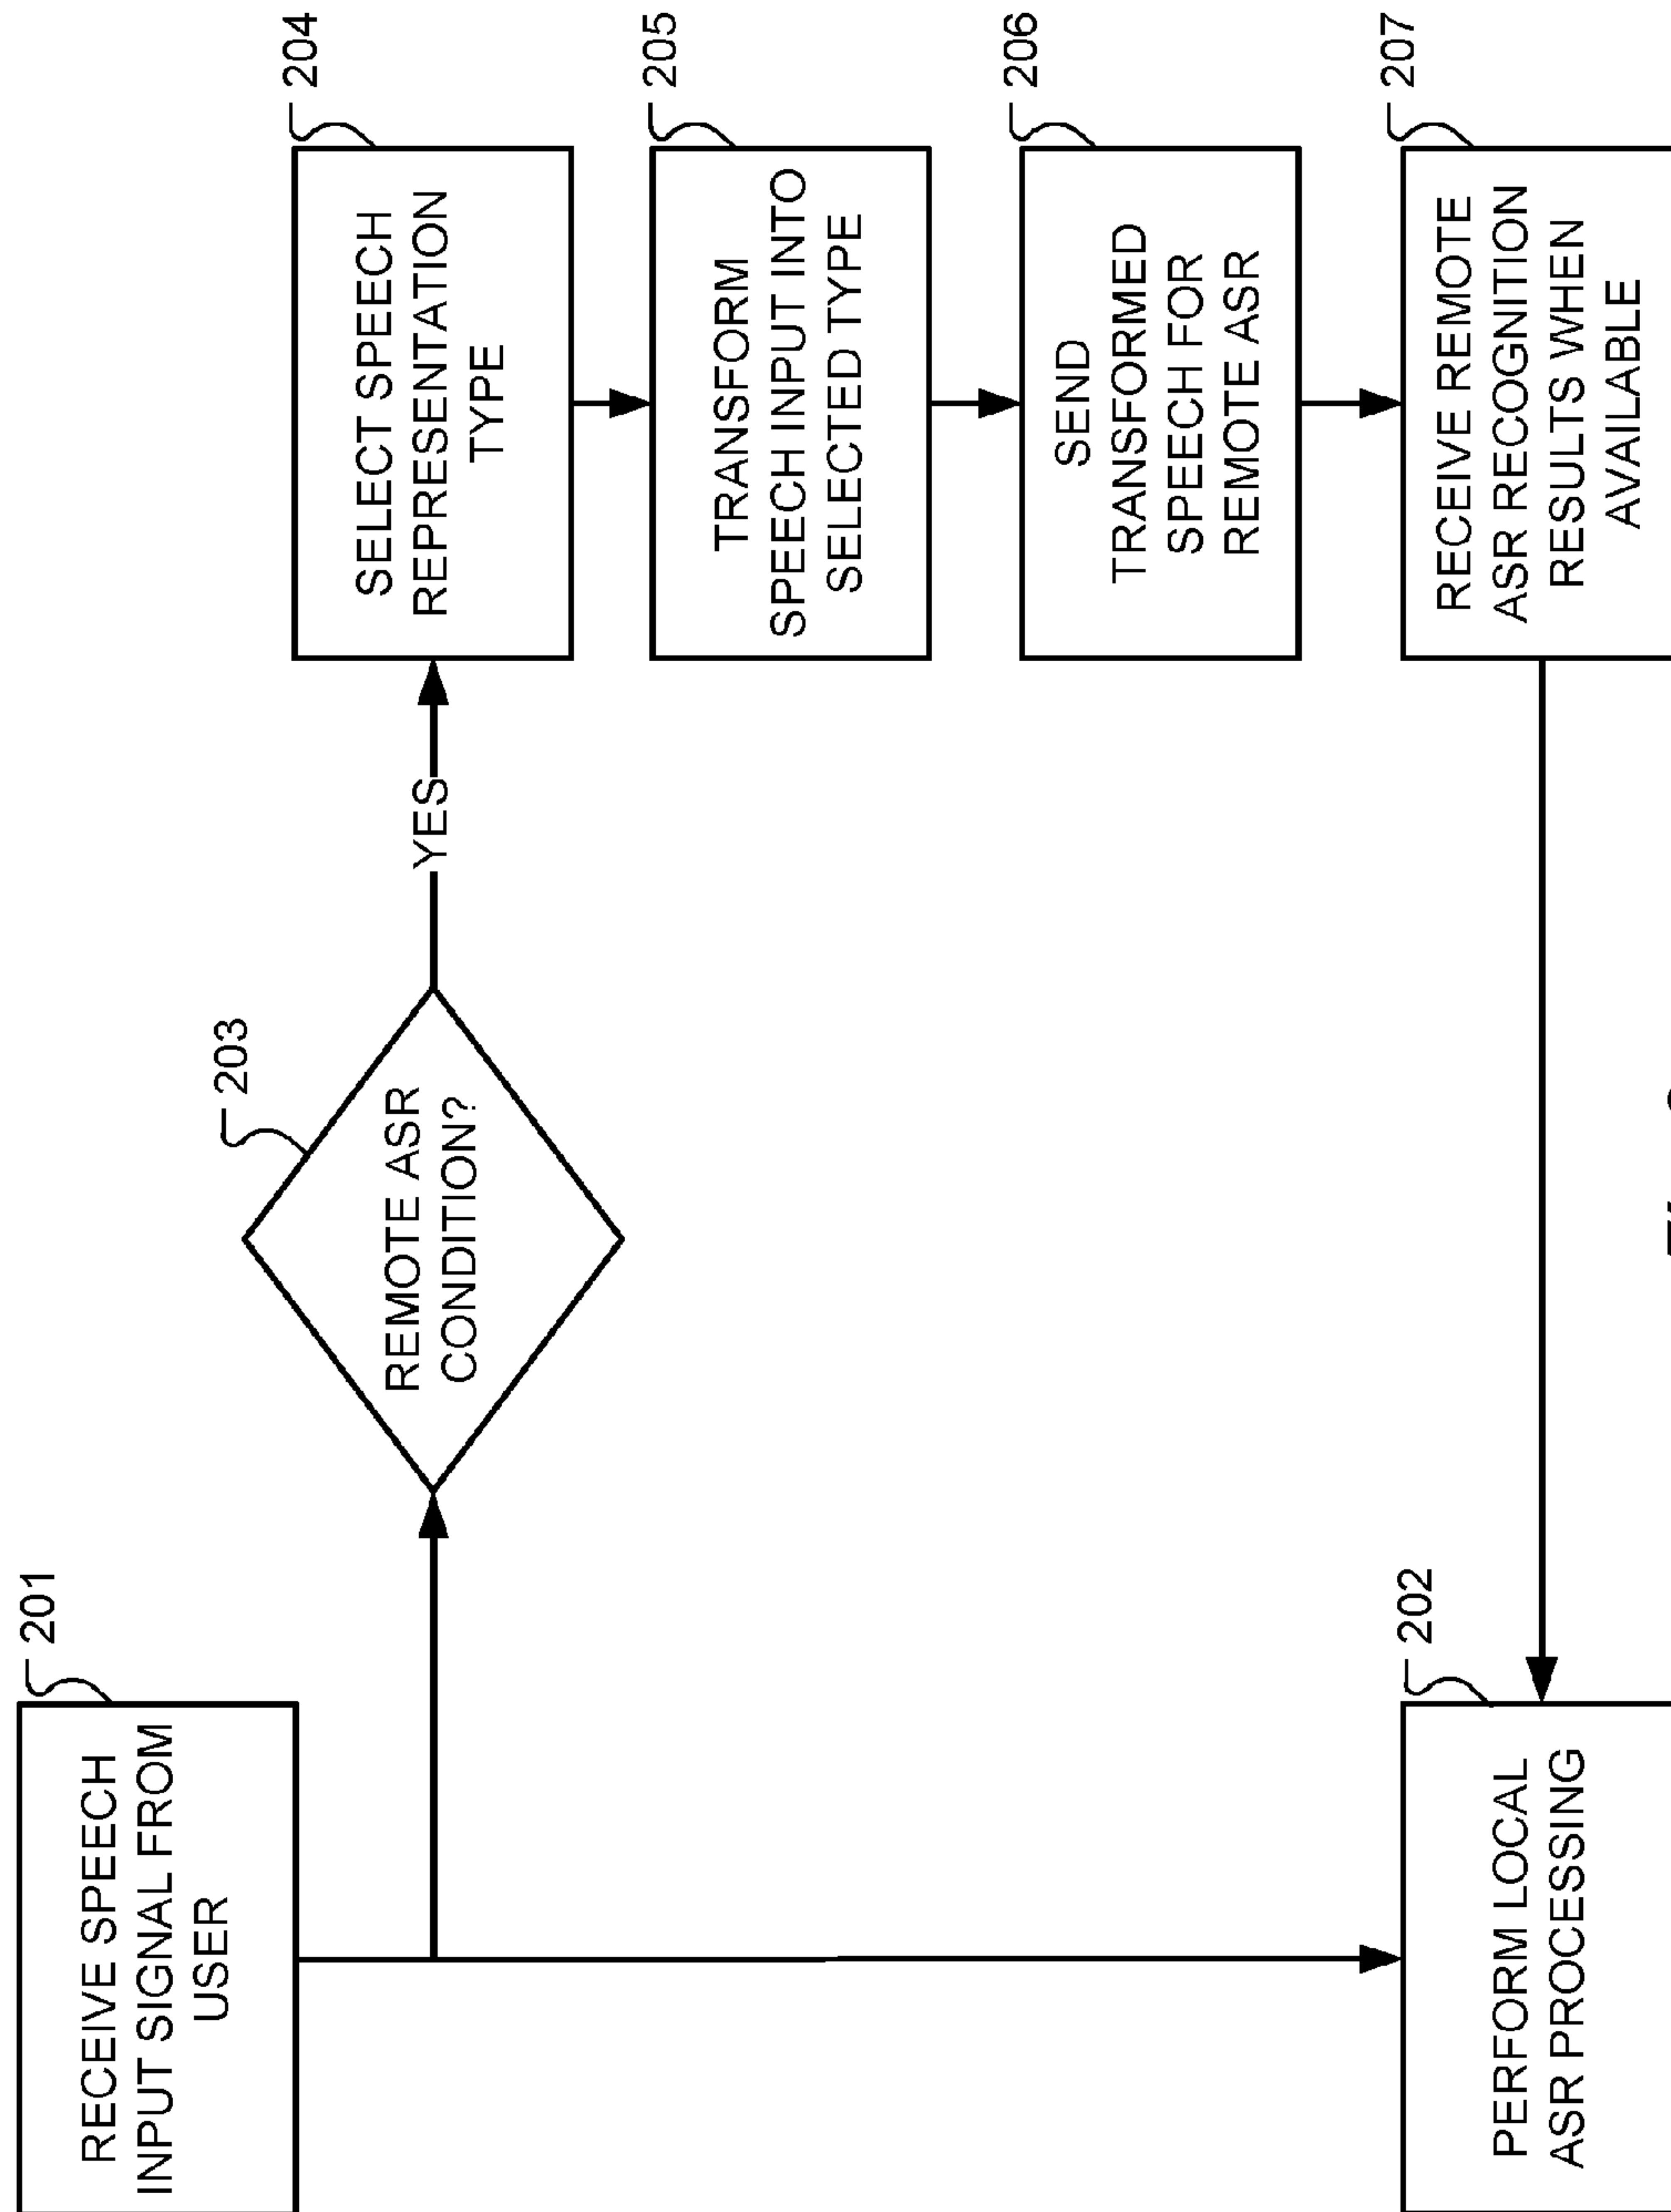 201
RECEIVE SPEECH
INPUT SIGNAL FROM
USER
203
REMOTE ASR
CONDITION?
YES
204
SELECT SPEECH
REPRESENTATION
TYPE
205
TRANSFORM
SPEECH INPUT INTO
SELECTED TYPE
206
SEND
TRANSFORMED
SPEECH FOR
REMOTE ASR
207
RECEIVE REMOTE
ASR RECOGNITION
RESULTS WHEN
AVAILABLE
202
PERFORM LOCAL
ASR PROCESSING